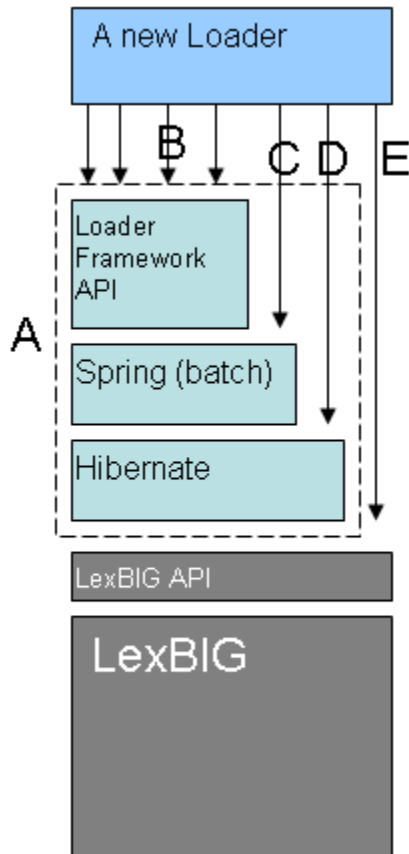 A new Loader
B
C
D
E
Loader
Framework
API
A
Spring (batch)
Hibernate
LexBIG API
LexBIG